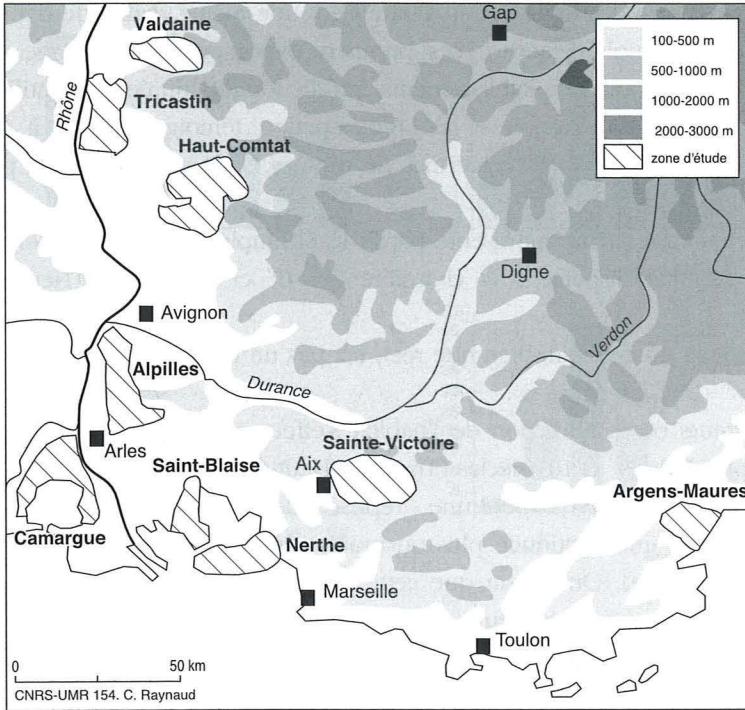 Gap
Valdaine
100-500 m
500-1000 m
1000-2000 m
2000-3000 m
zone d'étude
Rhône
Tricastin
Haut-Comtat
Digne
Avignon
Verdon
Alpilles
Durance
Arles
Sainte-Victoire
Saint-Blaise
Aix
Argens-Maures
Camargue
Nerthe
Marseille
Toulon
0 50 km
CNRS-UMR 154. C. Raynaud